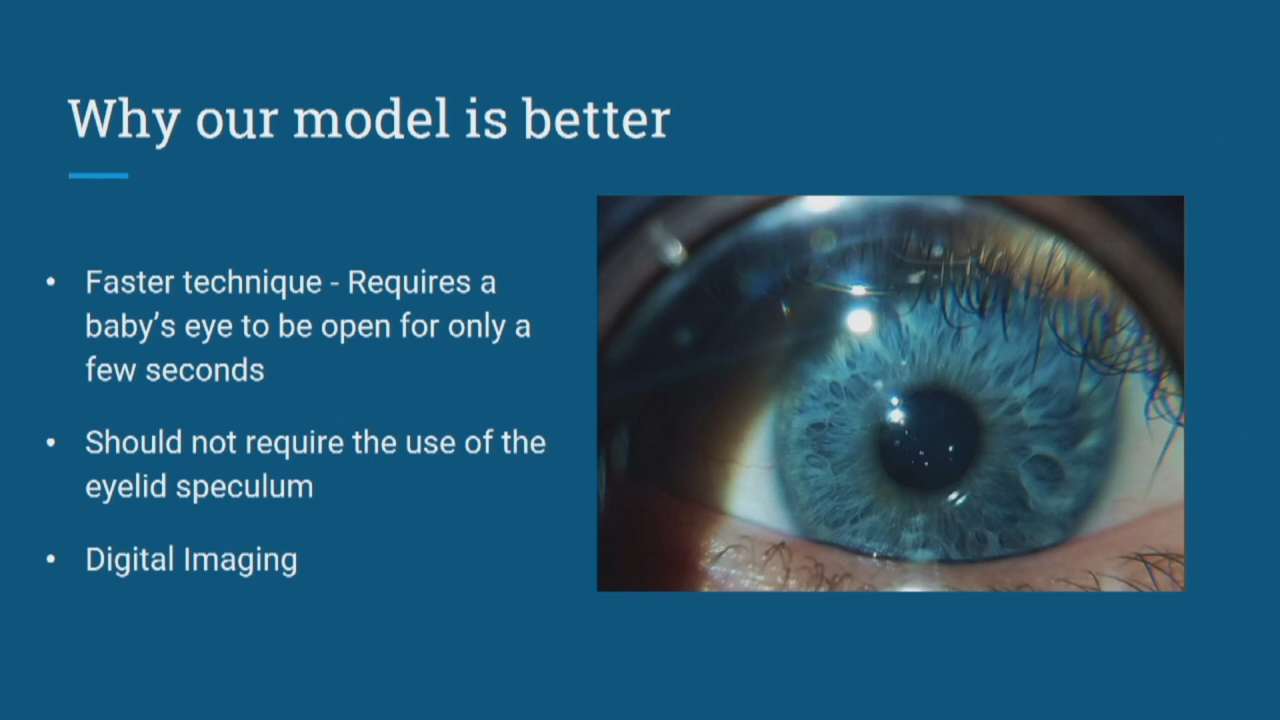 Why our model is better
• Faster technique - Requires a
baby’s eye to be open for only a
few seconds
• Should not require the use of the
eyelid speculum
• Digital Imaging